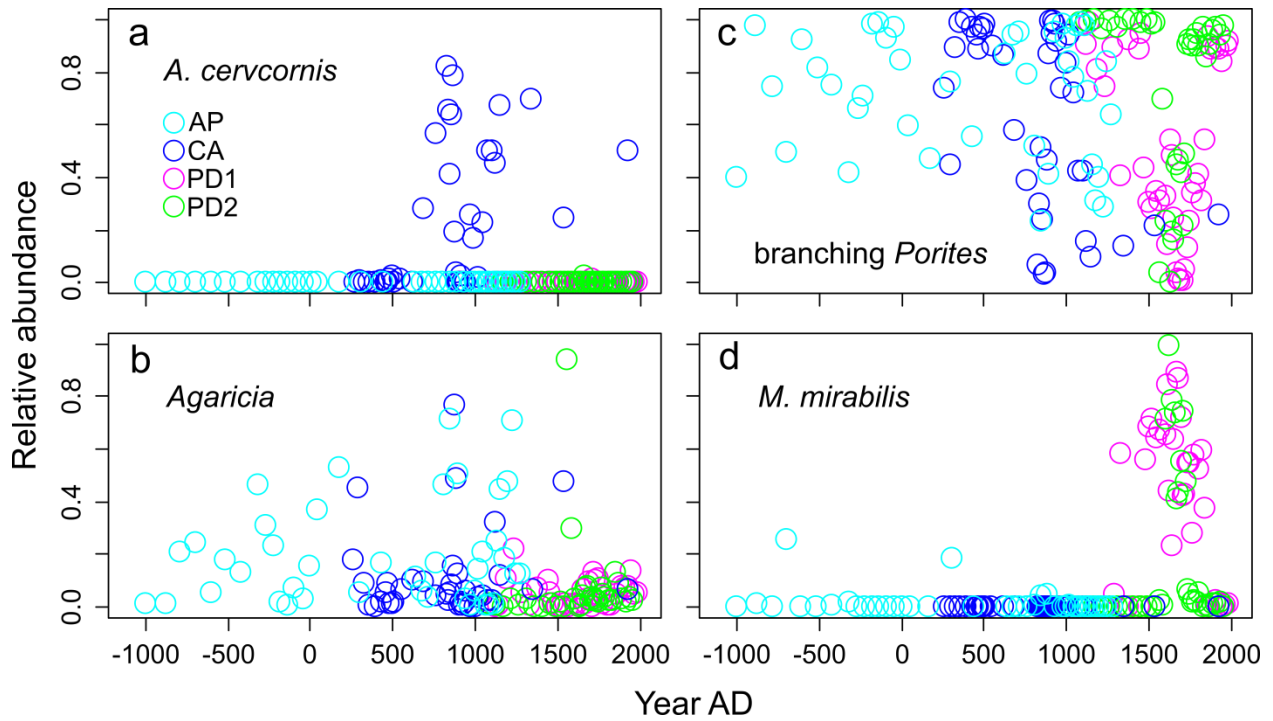 a
A. cervcornis
AP
CA
PD1
PD2
0.8
0.4
0.0
c
branching Porites
b
Agaricia
0.8
0.4
0.0
-1000 -500 0 500 1000 1500 2000
d
M. mirabilis
-1000 -500 0 500 1000 1500 2000
Relative abundance
Year AD